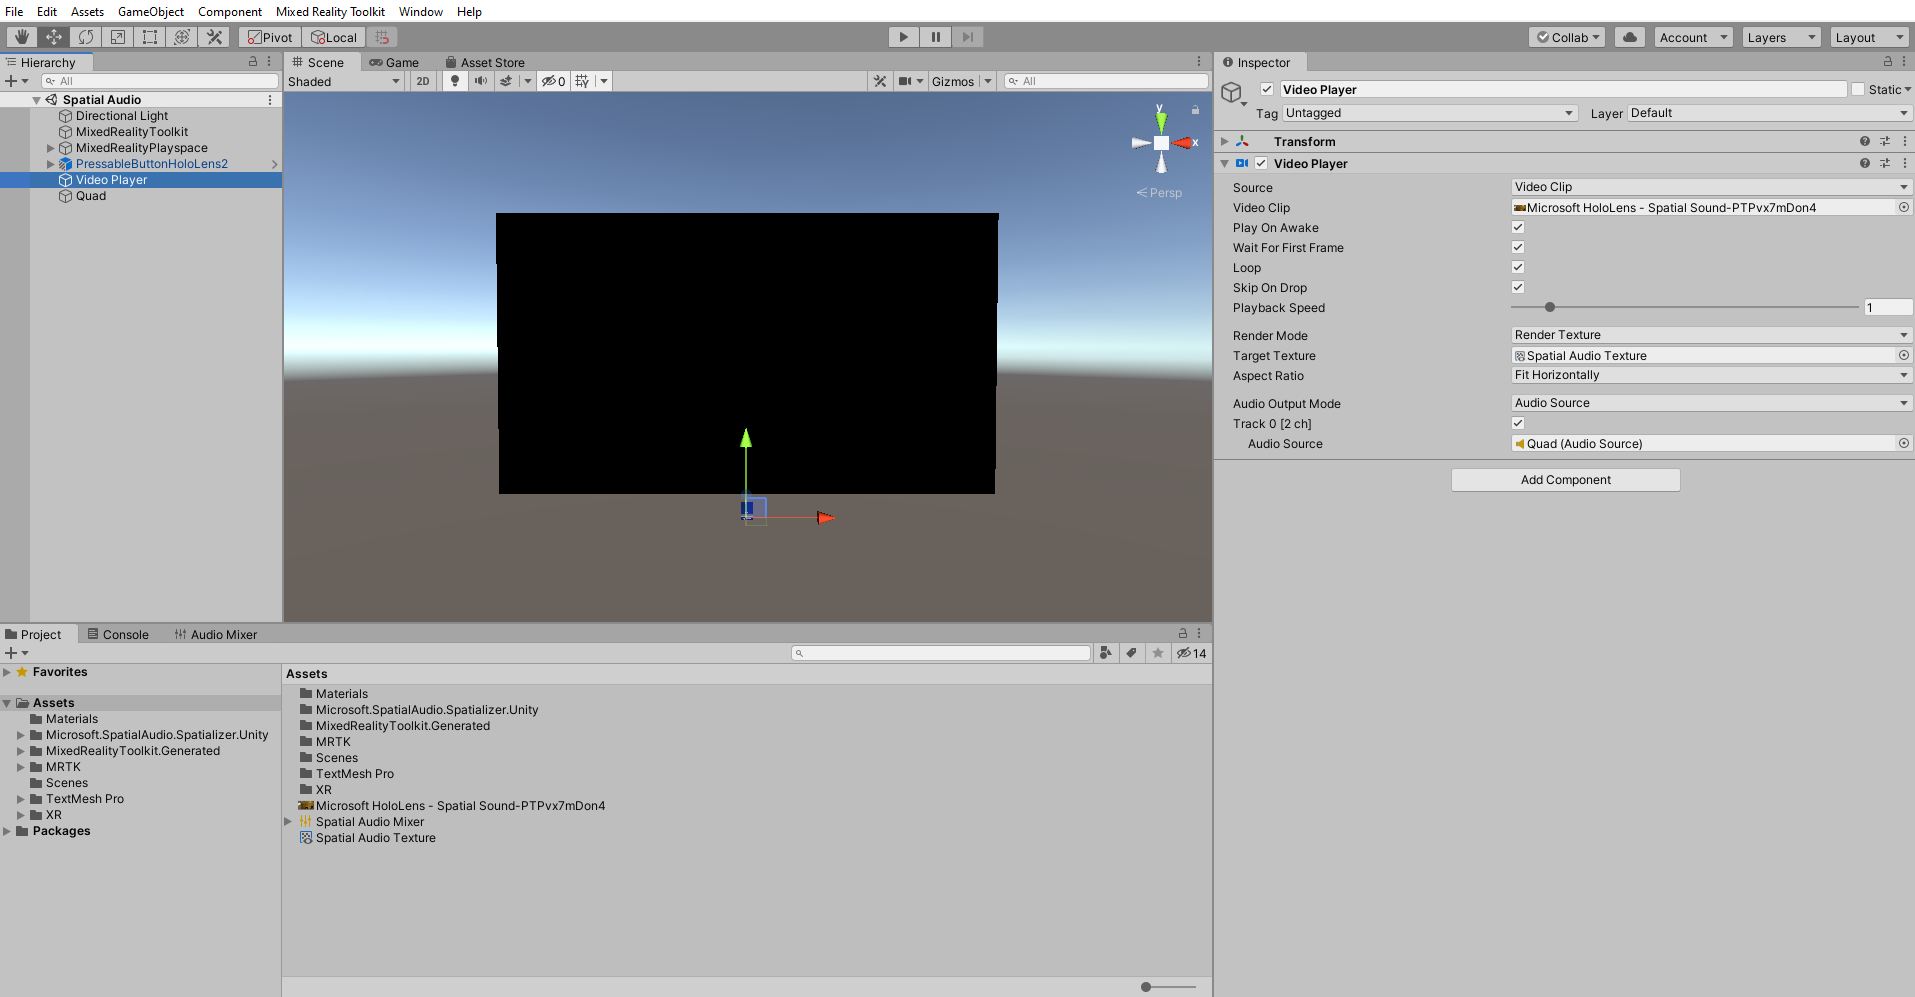 File Edit Assets GameObject Component Mixed Reality Toolkit Window Help
Pivot Local Collab Account Layers Layout
Hierarchy
All
Spatial Audio
Directional Light
MixedRealityToolkit
MixedRealityPlayspace
PressableButtonHoloLens2
Video Player
Quad
Scene Game Asset Store
Shaded 2D 0 Gizmos All
y
x
Persp
Inspector
Video Player Static
Tag Untagged Layer Default
Transform
Video Player
Source Video Clip
Video Clip Microsoft HoloLens - Spatial Sound-PTPvx7mDon4
Play On Awake
Wait For First Frame
Loop
Skip On Drop
Playback Speed 1
Render Mode Render Texture
Target Texture Spatial Audio Texture
Aspect Ratio Fit Horizontally
Audio Output Mode Audio Source
Track 0 [2 ch]
Audio Source Quad (Audio Source)
Add Component
Project Console Audio Mixer
14
Favorites
Assets
Materials
Microsoft.SpatialAudio.Spatializer.Unity
MixedRealityToolkit.Generated
MRTK
Scenes
TextMesh Pro
XR
Packages
Assets
Materials
Microsoft.SpatialAudio.Spatializer.Unity
MixedRealityToolkit.Generated
MRTK
Scenes
TextMesh Pro
XR
Microsoft HoloLens - Spatial Sound-PTPvx7mDon4
Spatial Audio Mixer
Spatial Audio Texture